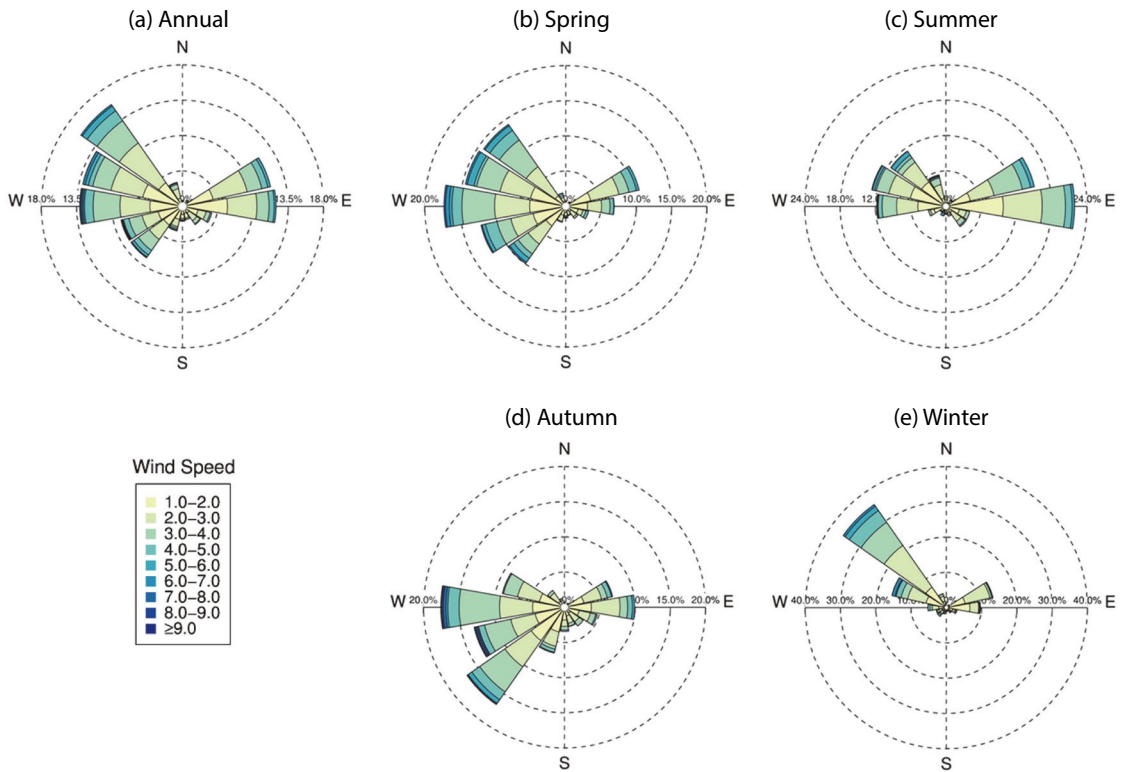 (a) Annual
(b) Spring
(c) Summer
N
N
N
W 18.0% 13.5 13.5% 18.0% E
W 20.0% 10.0% 15.0% 20.0% E
W 24.0% 18.0% 24.0% E
S
S
S
(d) Autumn
(e) Winter
N
N
Wind Speed
1.0–2.0
2.0–3.0
3.0–4.0
4.0–5.0
5.0–6.0
6.0–7.0
7.0–8.0
8.0–9.0
≥9.0
W 20.0% 15.0% 20.0% E
W 40.0% 30.0% 20.0% 20.0% 30.0% 40.0% E
S
S